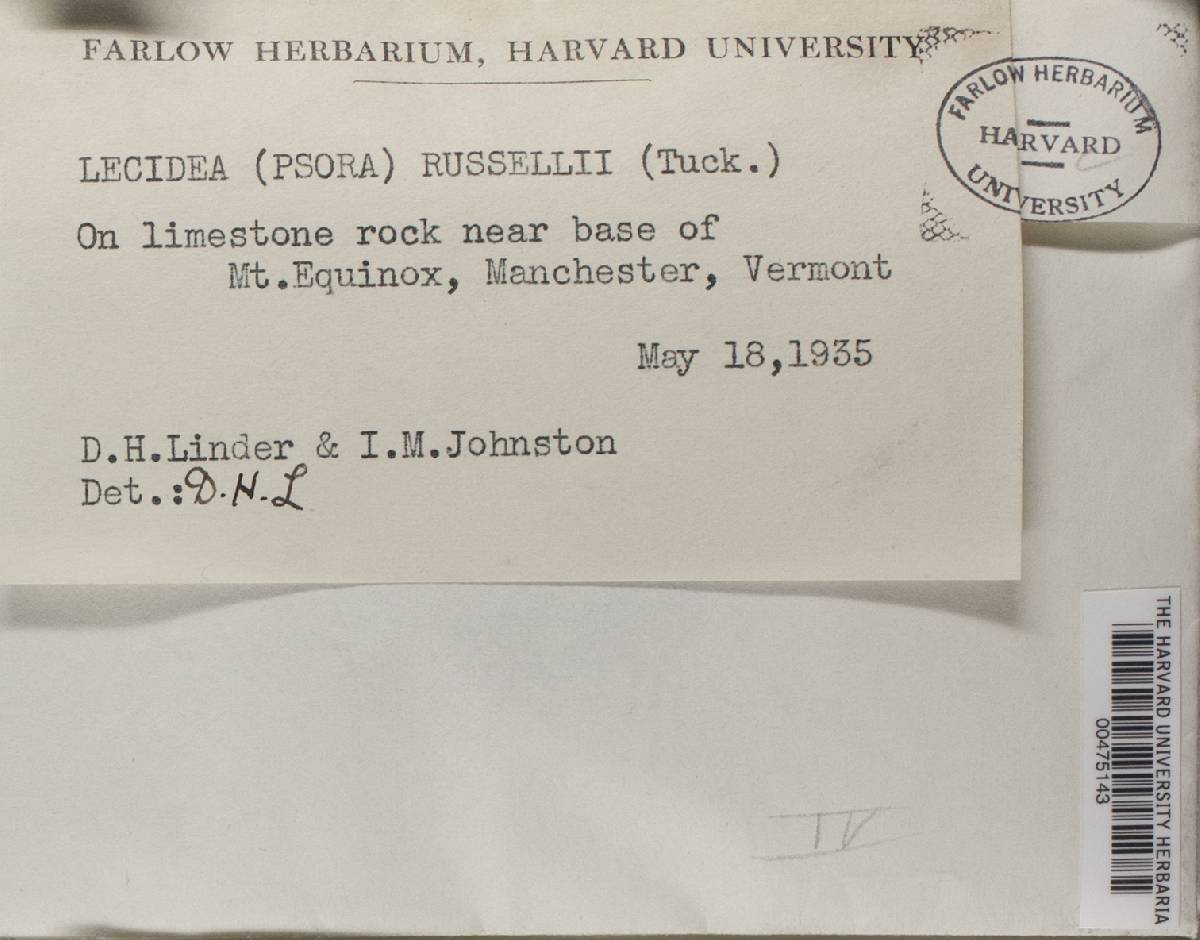 FARLOW HERBARIUM, HARVARD UNIVERSITY
FARLOW HERBARIUM
HARVARD
UNIVERSITY
LECIDEA (PSORA) RUSSELLII (Tuck.)
On limestone rock near base of
Mt.Equinox, Manchester, Vermont
May 18,1935
D.H.Linder & I.M.Johnston
Det.:D.H.L
IV
THE HARVARD UNIVERSITY HERBARIA
00475143